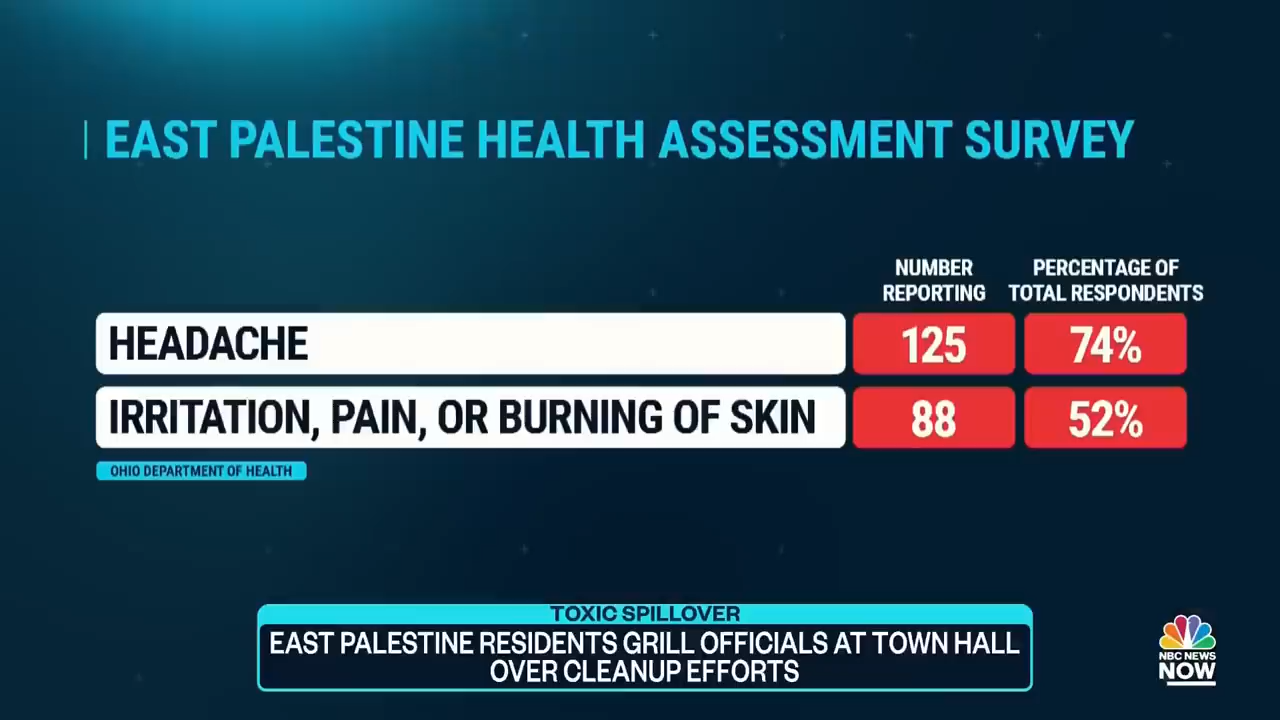 EAST PALESTINE HEALTH ASSESSMENT SURVEY
NUMBER REPORTING
PERCENTAGE OF TOTAL RESPONDENTS
HEADACHE 125 74%
IRRITATION, PAIN, OR BURNING OF SKIN 88 52%
OHIO DEPARTMENT OF HEALTH
TOXIC SPILLOVER
EAST PALESTINE RESIDENTS GRILL OFFICIALS AT TOWN HALL
OVER CLEANUP EFFORTS
NBC NEWS
NOW